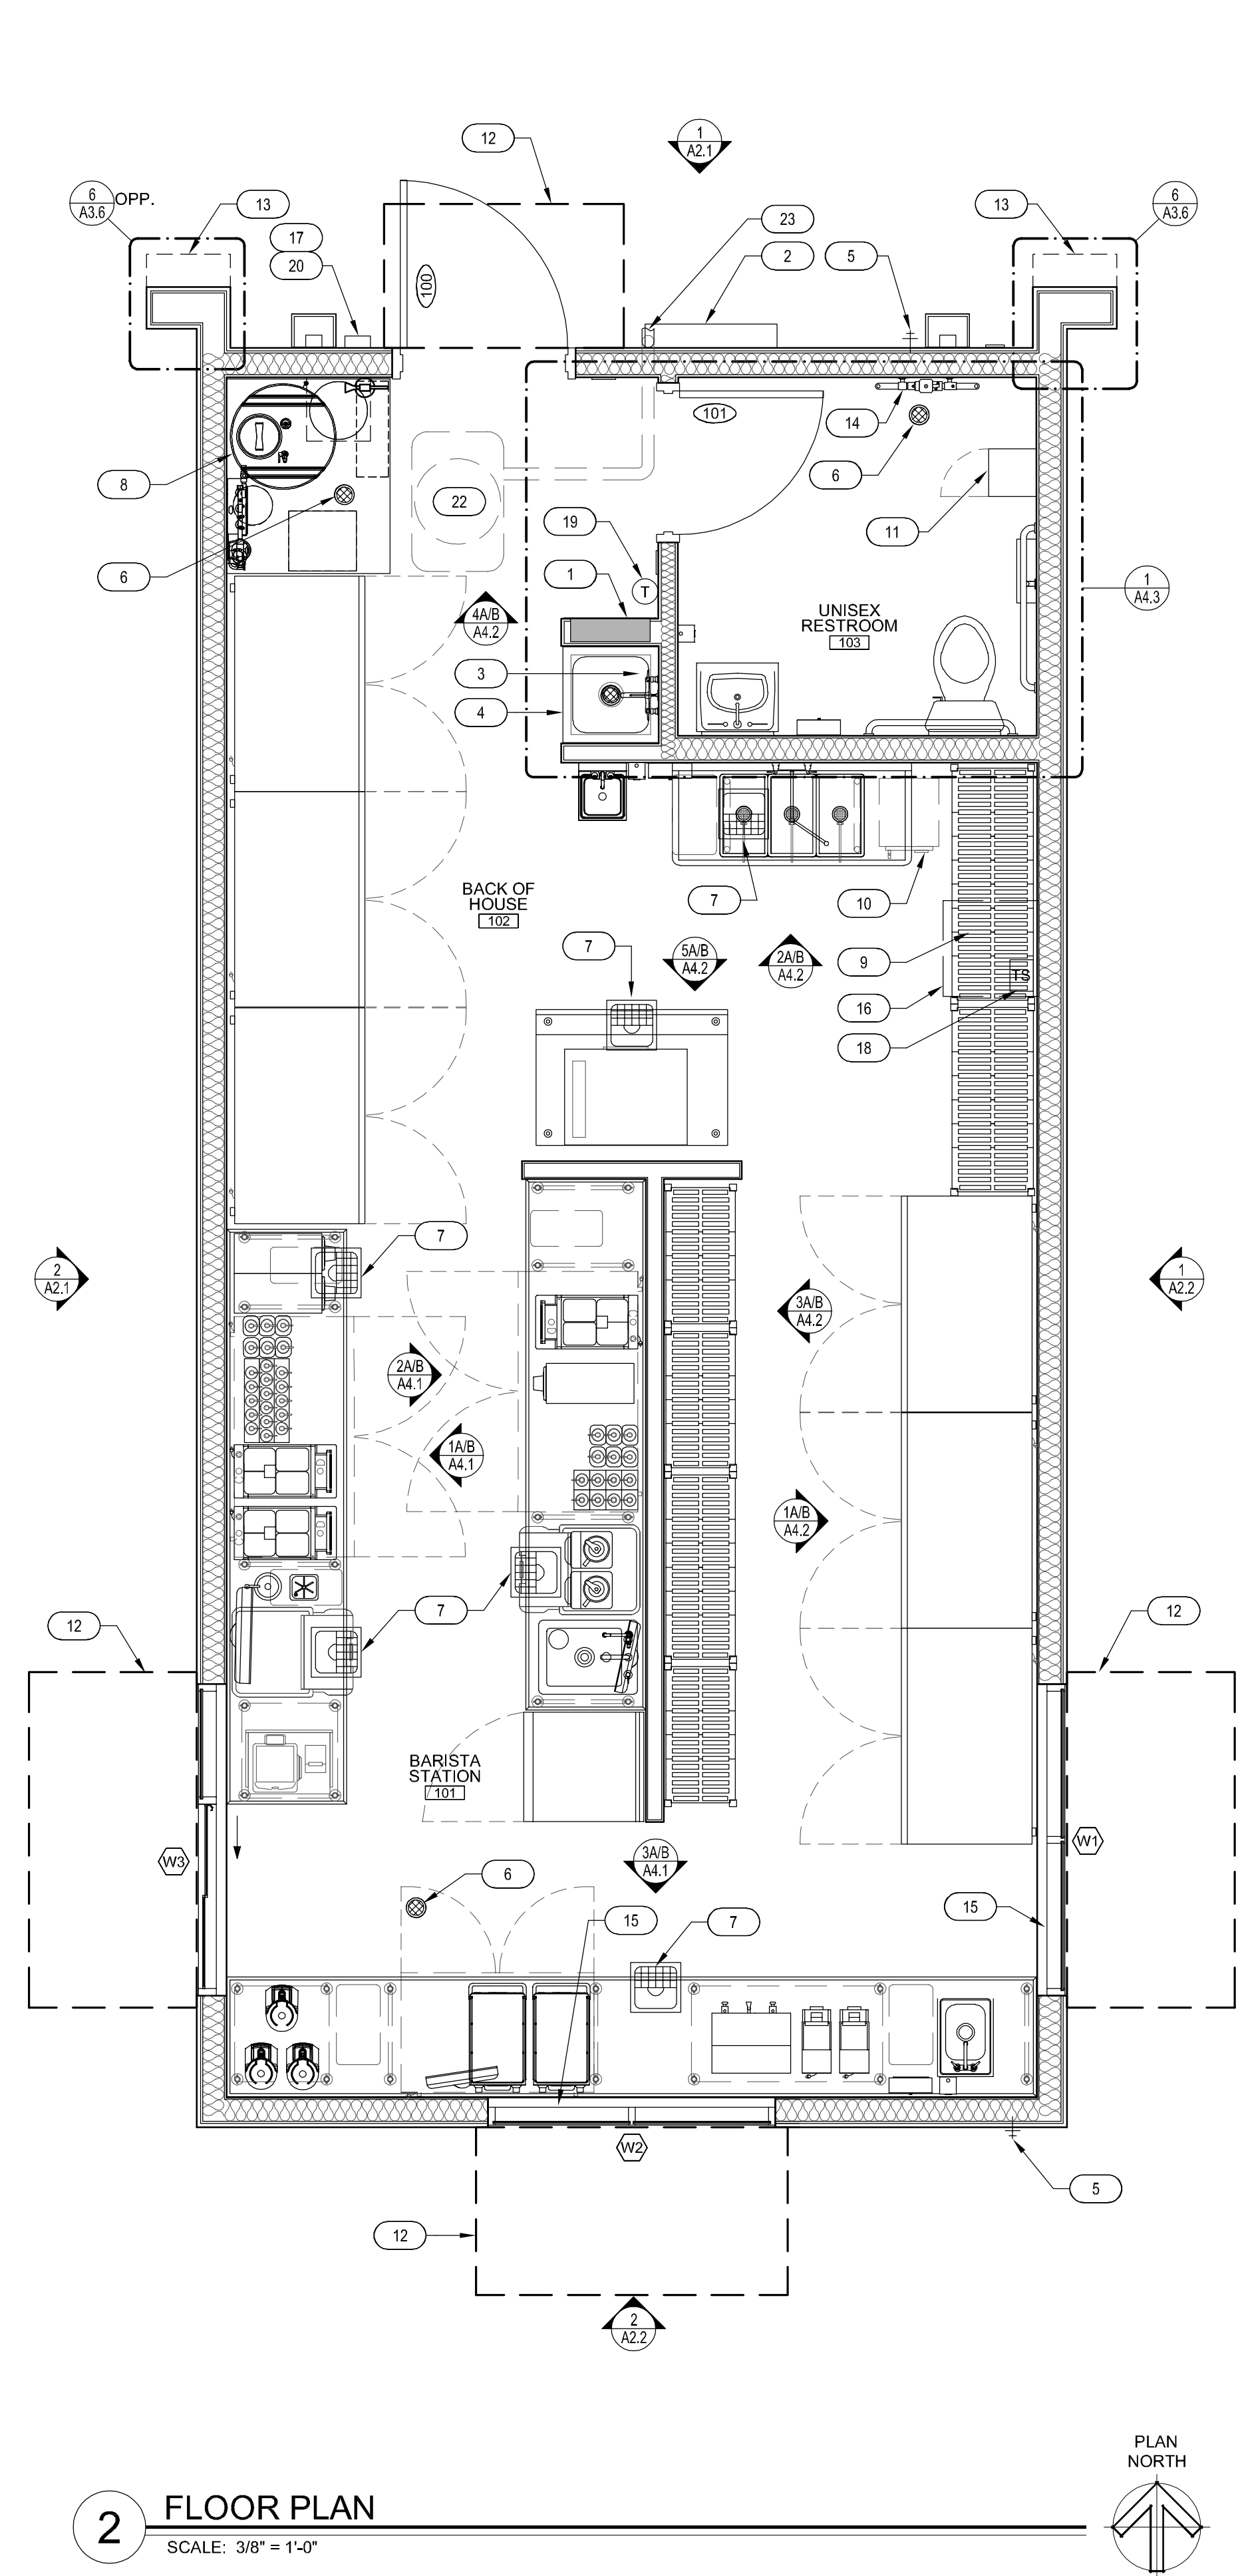 12
1
A2.1
6
A3.6
OPP.
13
17
20
23
2
5
13
6
A3.6
100
101
14
6
8
22
11
6
19
1
T
4A/B
A4.2
3
4
UNISEX
RESTROOM
103
1
A4.3
BACK OF
HOUSE
102
7
10
7
5A/B
A4.2
2A/B
A4.2
9
TS
16
18
7
2
A2.1
1
A2.2
3A/B
A4.2
2A/B
A4.1
1A/B
A4.1
1A/B
A4.2
7
12
12
BARISTA
STATION
101
W3
W1
3A/B
A4.1
6
15
7
15
W2
5
12
2
A2.2
PLAN
NORTH
2
FLOOR PLAN
SCALE: 3/8" = 1'-0"